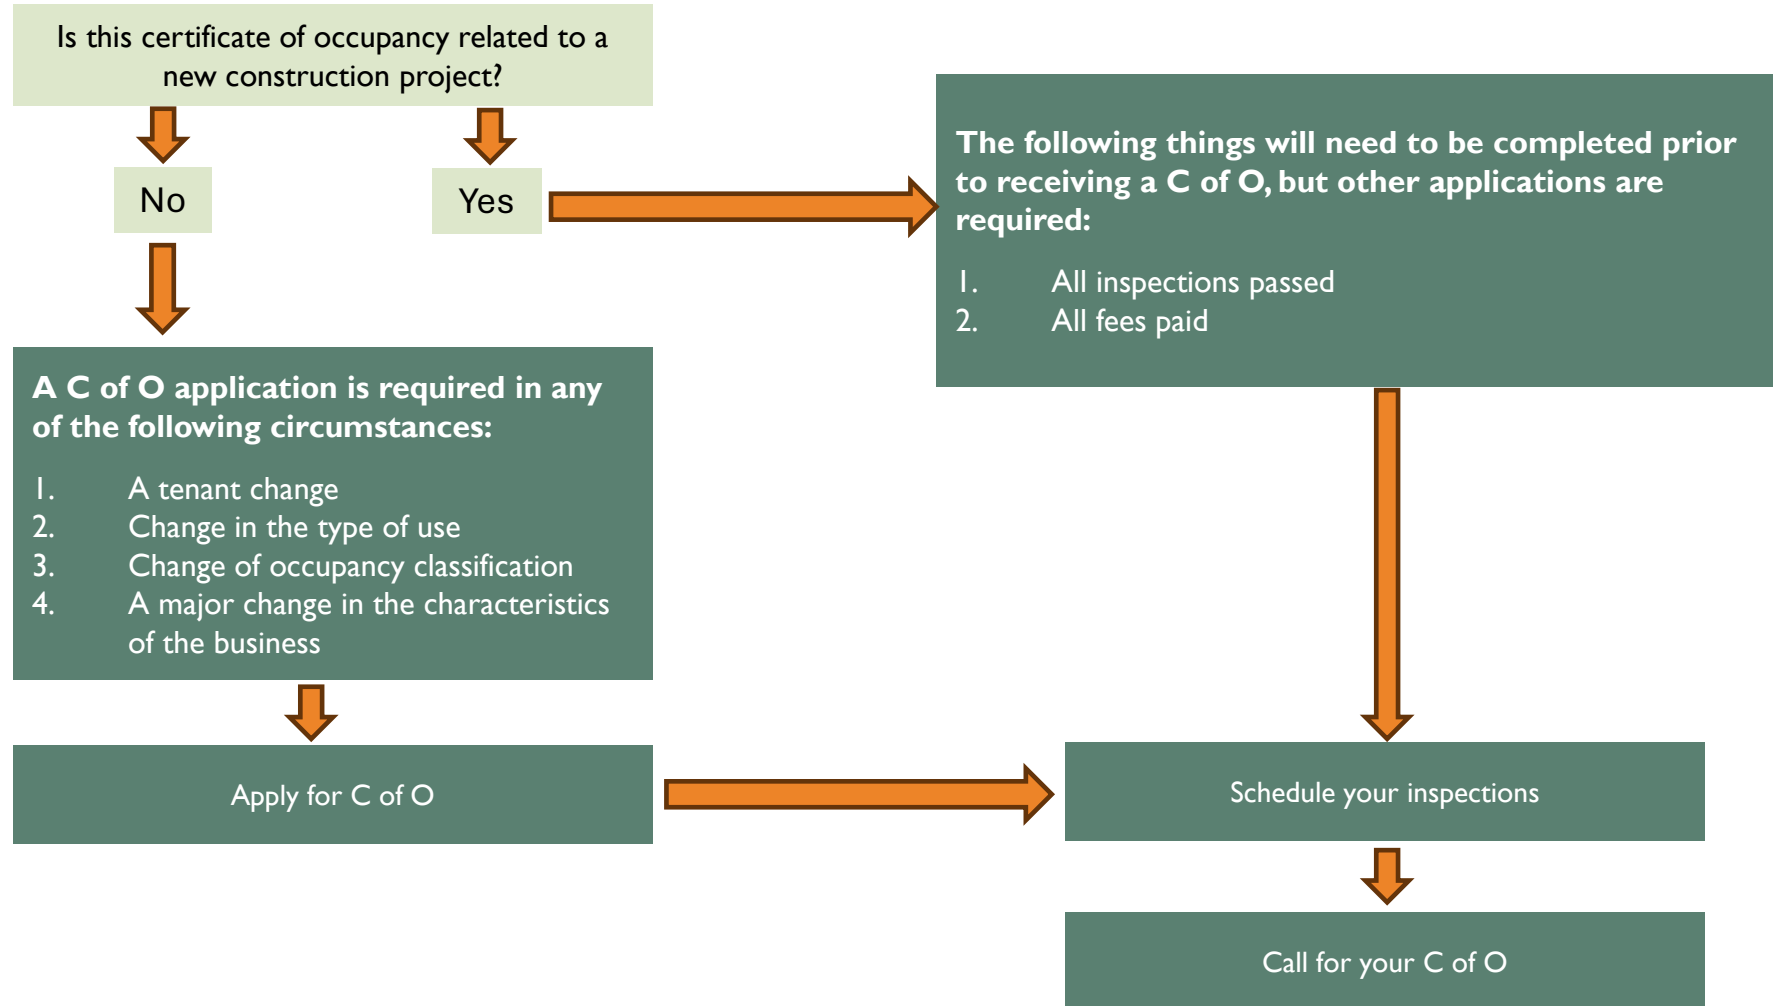 Is this certificate of occupancy related to a
new construction project?
No
Yes
The following things will need to be completed prior
to receiving a C of O, but other applications are
required:
1. All inspections passed
2. All fees paid
A C of O application is required in any
of the following circumstances:
1. A tenant change
2. Change in the type of use
3. Change of occupancy classification
4. A major change in the characteristics
of the business
Apply for C of O
Schedule your inspections
Call for your C of O